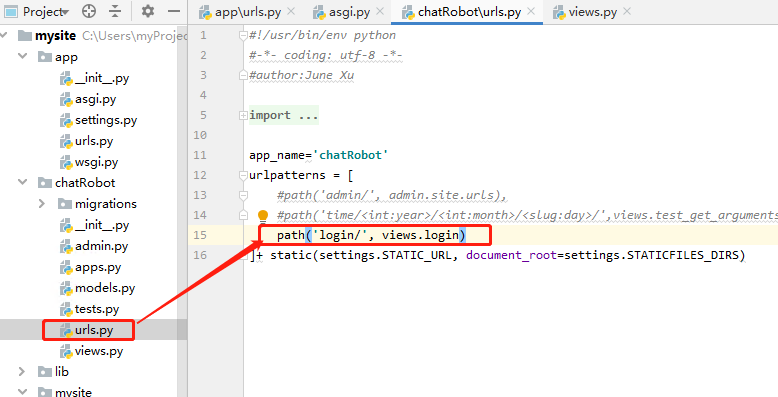 Project
app\urls.py
asgi.py
chatRobot\urls.py
views.py
mysite C:\Users\myProjec
app
__init__.py
asgi.py
settings.py
urls.py
wsgi.py
chatRobot
migrations
__init__.py
admin.py
apps.py
models.py
tests.py
urls.py
views.py
lib
mysite
1 #!/usr/bin/env python
2 #-*- coding: utf-8 -*-
3 #author:June Xu
4
5 import ...
10
11 app_name='chatRobot'
12 urlpatterns = [
13 #path('admin/', admin.site.urls),
14 #path('time/<int:year>/<int:month>/<slug:day>/',views.test_get_arguments
15 path('login/', views.login)
16 ]+ static(settings.STATIC_URL, document_root=settings.STATICFILES_DIRS)